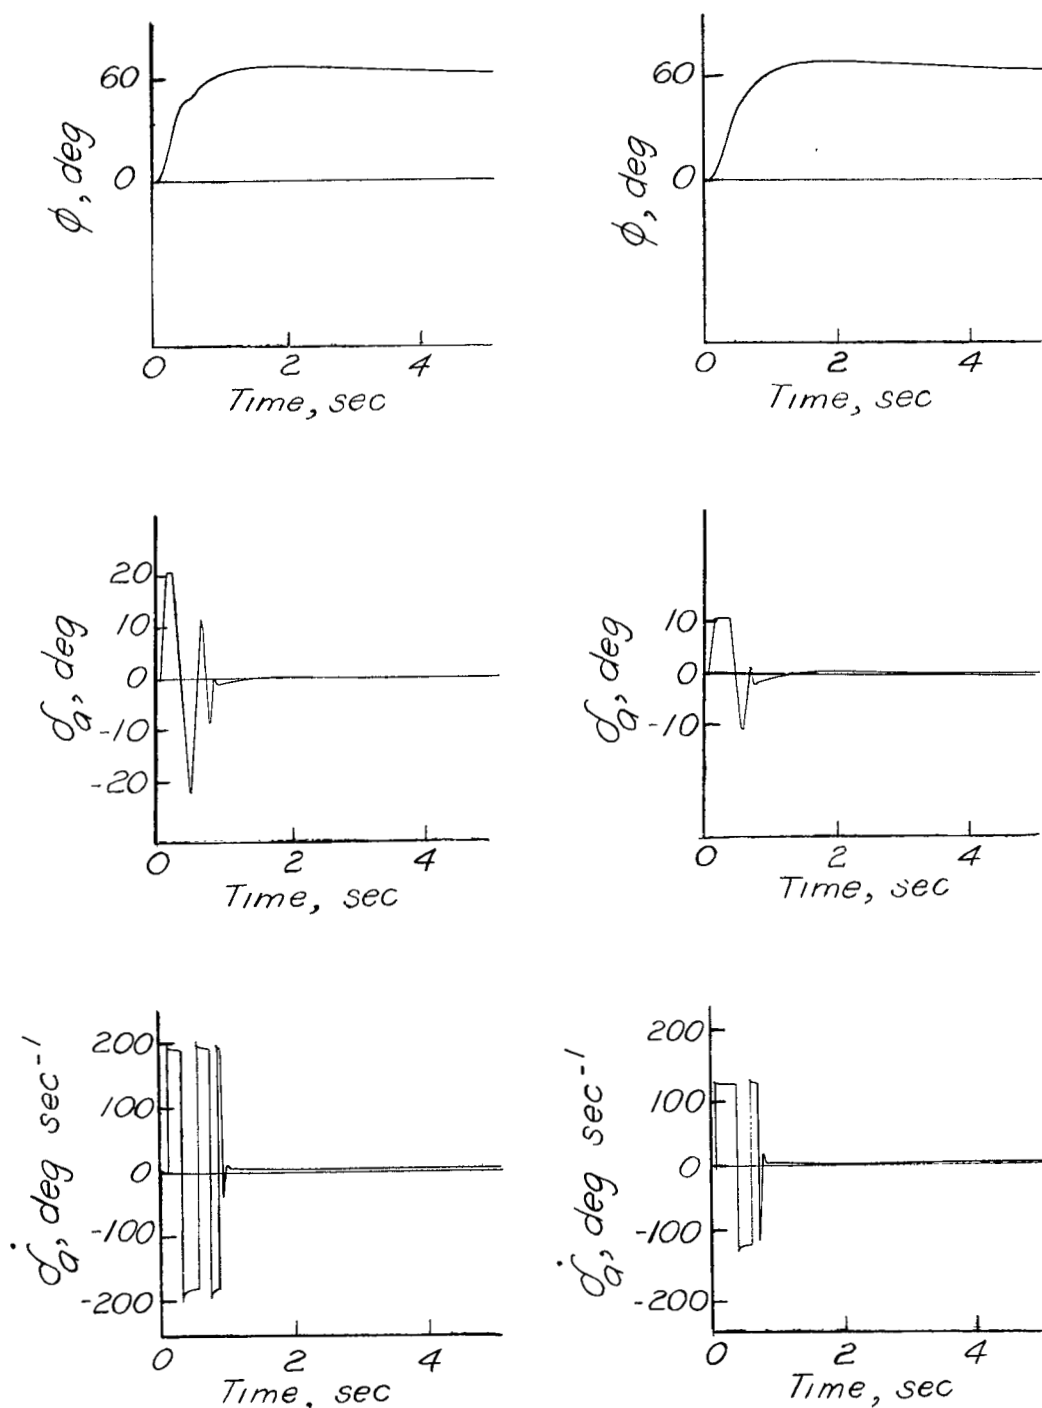 60
0
ϕ, deg
0 2 4
Time, sec
60
0
ϕ, deg
0 2 4
Time, sec
20
10
0
-10
-20
δa, deg
0 2 4
Time, sec
10
0
-10
δa, deg
0 2 4
Time, sec
200
100
0
-100
-200
δ̇a, deg sec⁻¹
0 2 4
Time, sec
200
100
0
-100
-200
δ̇a, deg sec⁻¹
0 2 4
Time, sec